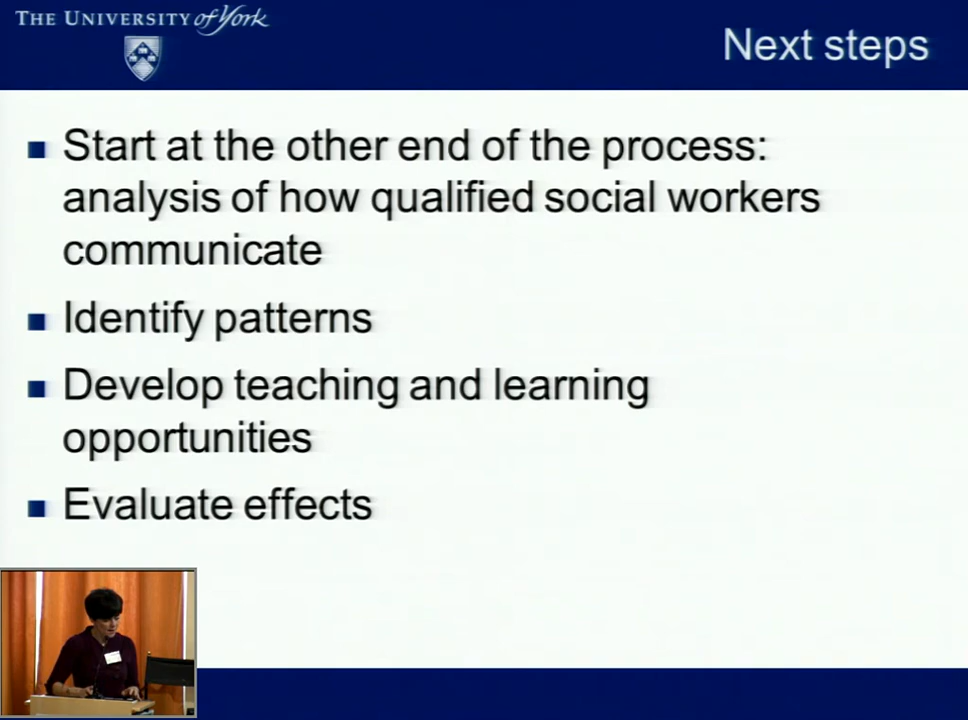 THE UNIVERSITY of York
Next steps
Start at the other end of the process:
analysis of how qualified social workers
communicate
Identify patterns
Develop teaching and learning
opportunities
Evaluate effects